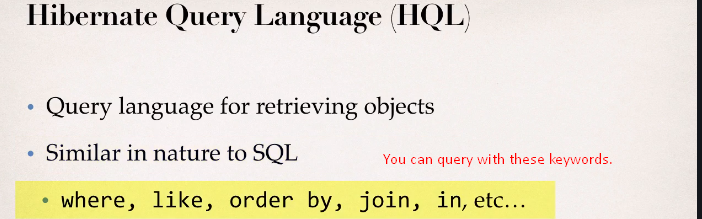 Hibernate Query Language (HQL)
• Query language for retrieving objects
• Similar in nature to SQL
You can query with these keywords.
• where, like, order by, join, in, etc…